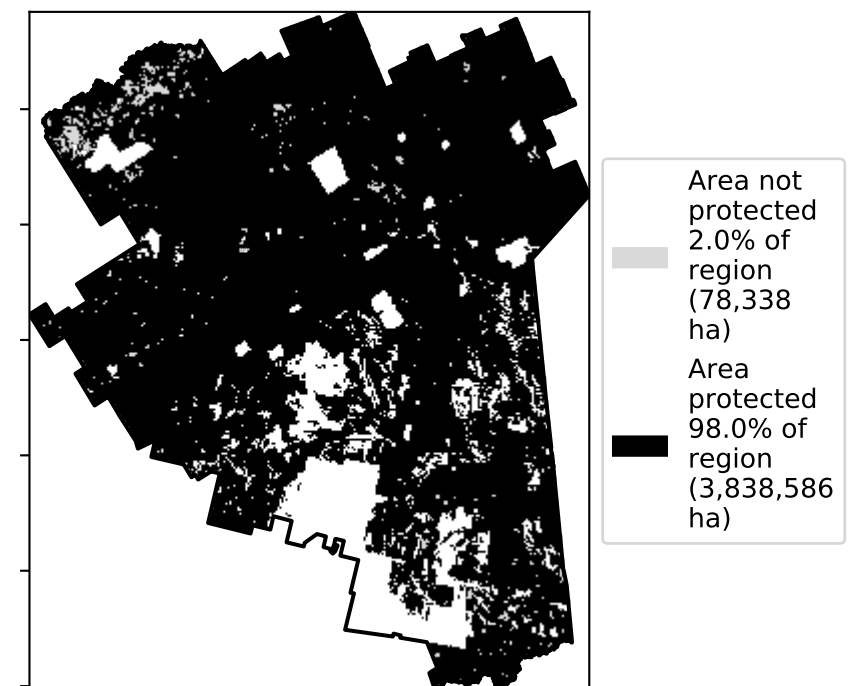 Area not
protected
2.0% of
region
(78,338
ha)
Area
protected
98.0% of
region
(3,838,586
ha)